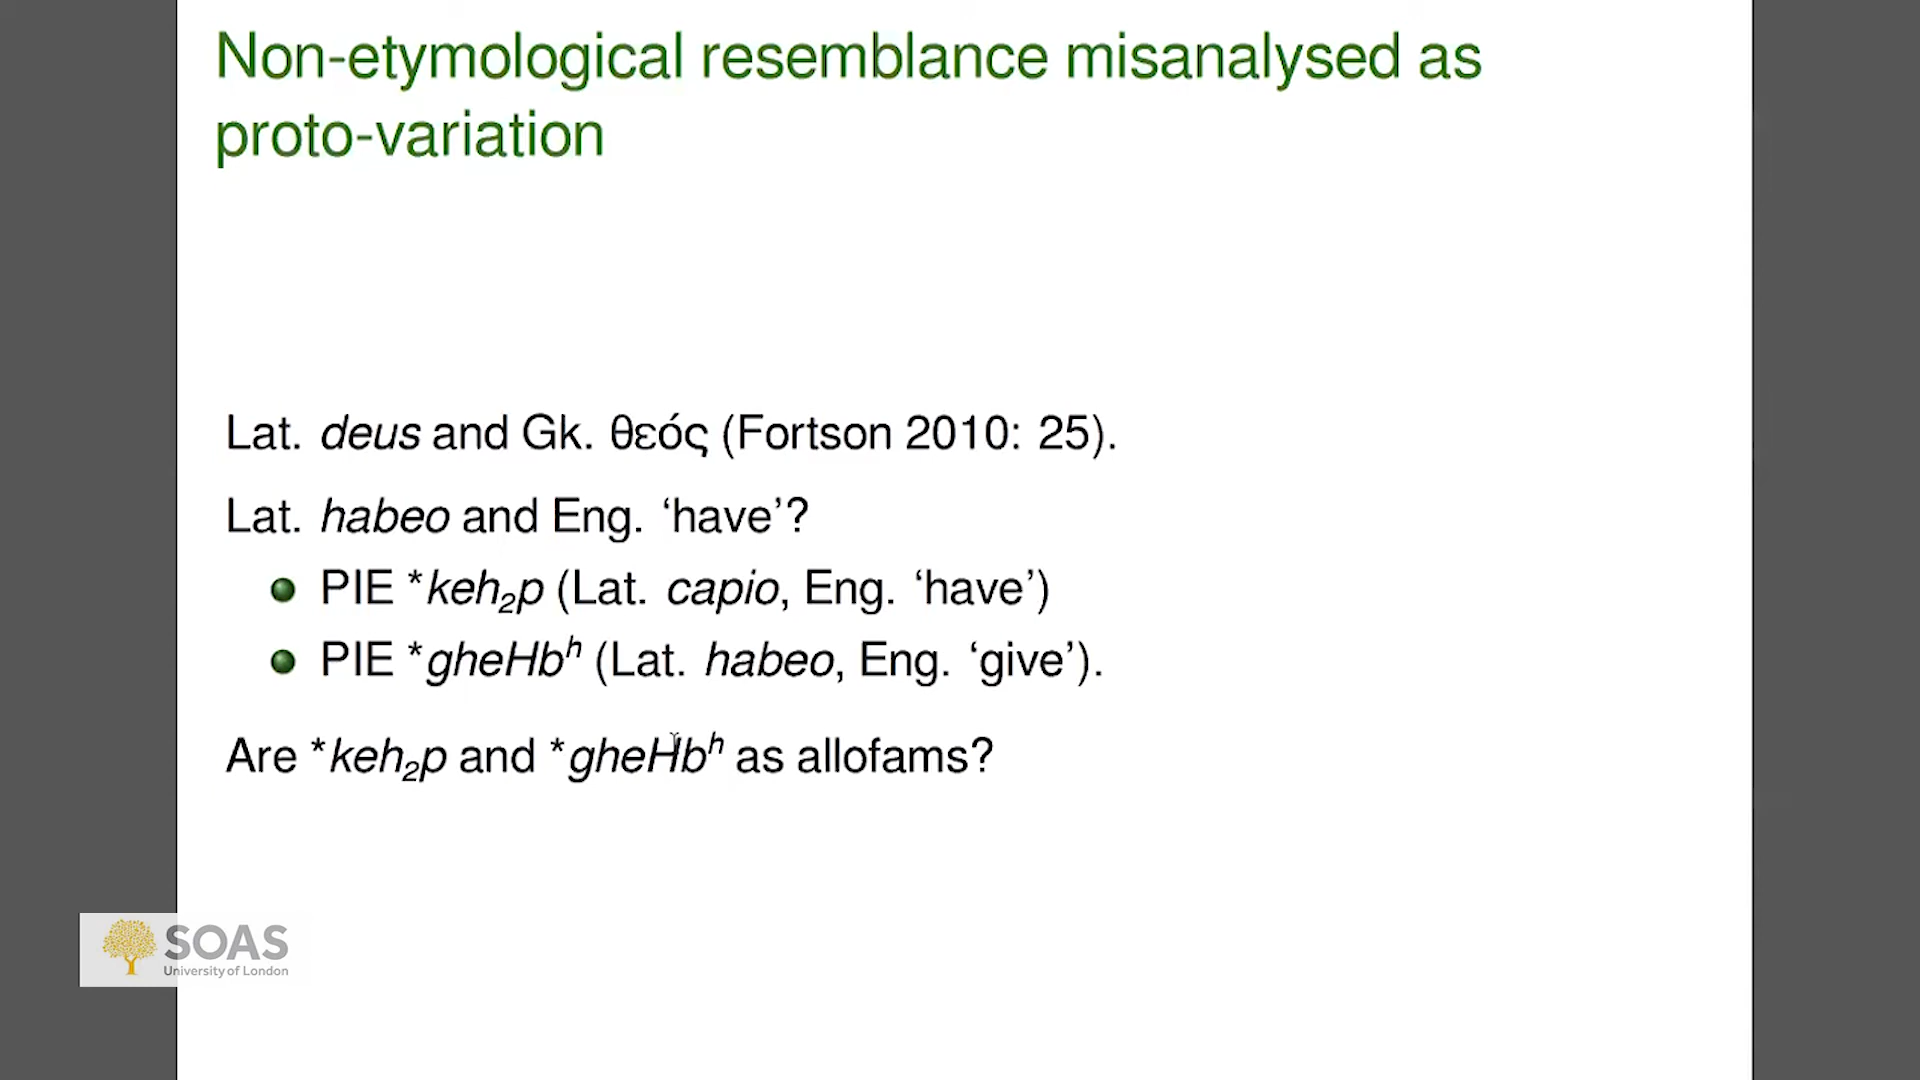 Non-etymological resemblance misanalysed as
proto-variation
Lat. deus and Gk. θεός (Fortson 2010: 25).
Lat. habeo and Eng. ‘have’?
PIE *keh₂p (Lat. capio, Eng. ‘have’)
PIE *gheHbʰ (Lat. habeo, Eng. ‘give’).
Are *keh₂p and *gheHbʰ as allofams?
SOAS
University of London